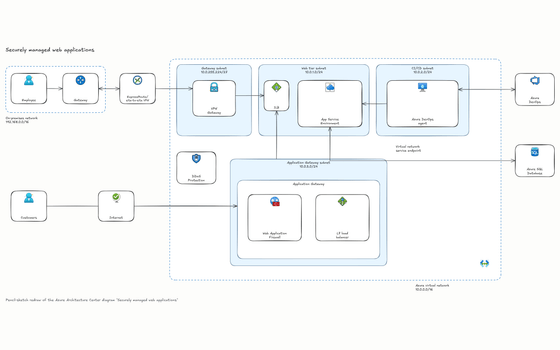 Securely managed web applications
Gateway subnet
10.0.255.224/27
Web tier subnet
10.0.1.0/24
CI/CD subnet
10.0.2.0/24
Employee
Gateway
ExpressRoute/
site-to-site VPN
VPN
Gateway
ILB
App Service
Environment
Azure DevOps
agent
Azure
DevOps
On-premises network
192.168.0.0/16
Virtual network
service endpoint
DDoS
Protection
Application Gateway subnet
10.0.0.0/24
Azure SQL
Database
Application Gateway
Customers
Internet
Web Application
Firewall
L7 load
balancer
Azure virtual network
10.0.0.0/16
Pencil-sketch redraw of the Azure Architecture Center diagram "Securely managed web applications".